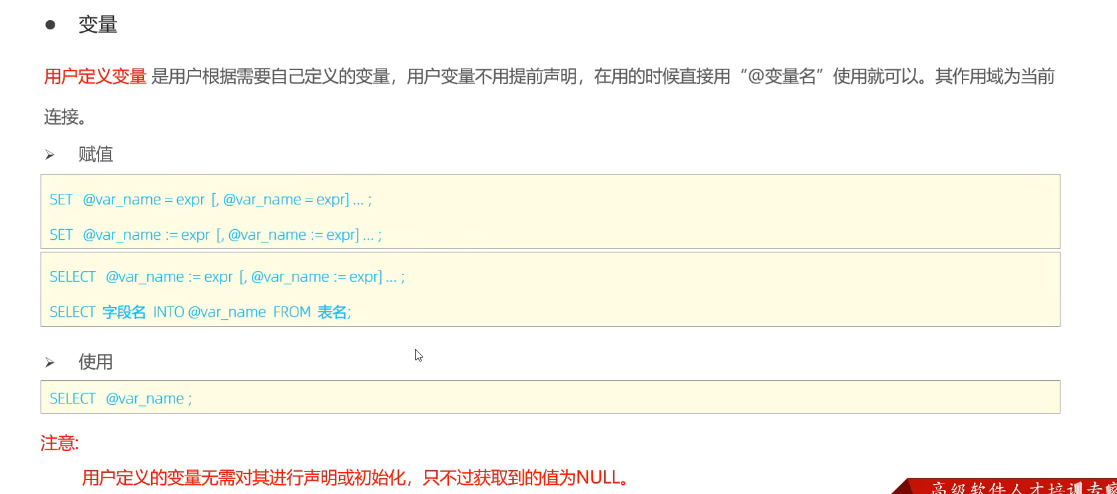 ● 变量
用户定义变量 是用户根据需要自己定义的变量，用户变量不用提前声明，在用的时候直接用“@变量名”使用就可以。其作用域为当前
连接。
➢ 赋值
SET @var_name = expr [, @var_name = expr] ... ;
SET @var_name := expr [, @var_name := expr] ... ;
SELECT @var_name := expr [, @var_name := expr] ... ;
SELECT 字段名 INTO @var_name FROM 表名;
➢ 使用
SELECT @var_name ;
注意:
用户定义的变量无需对其进行声明或初始化，只不过获取到的值为NULL。
高级软件人才培训专家